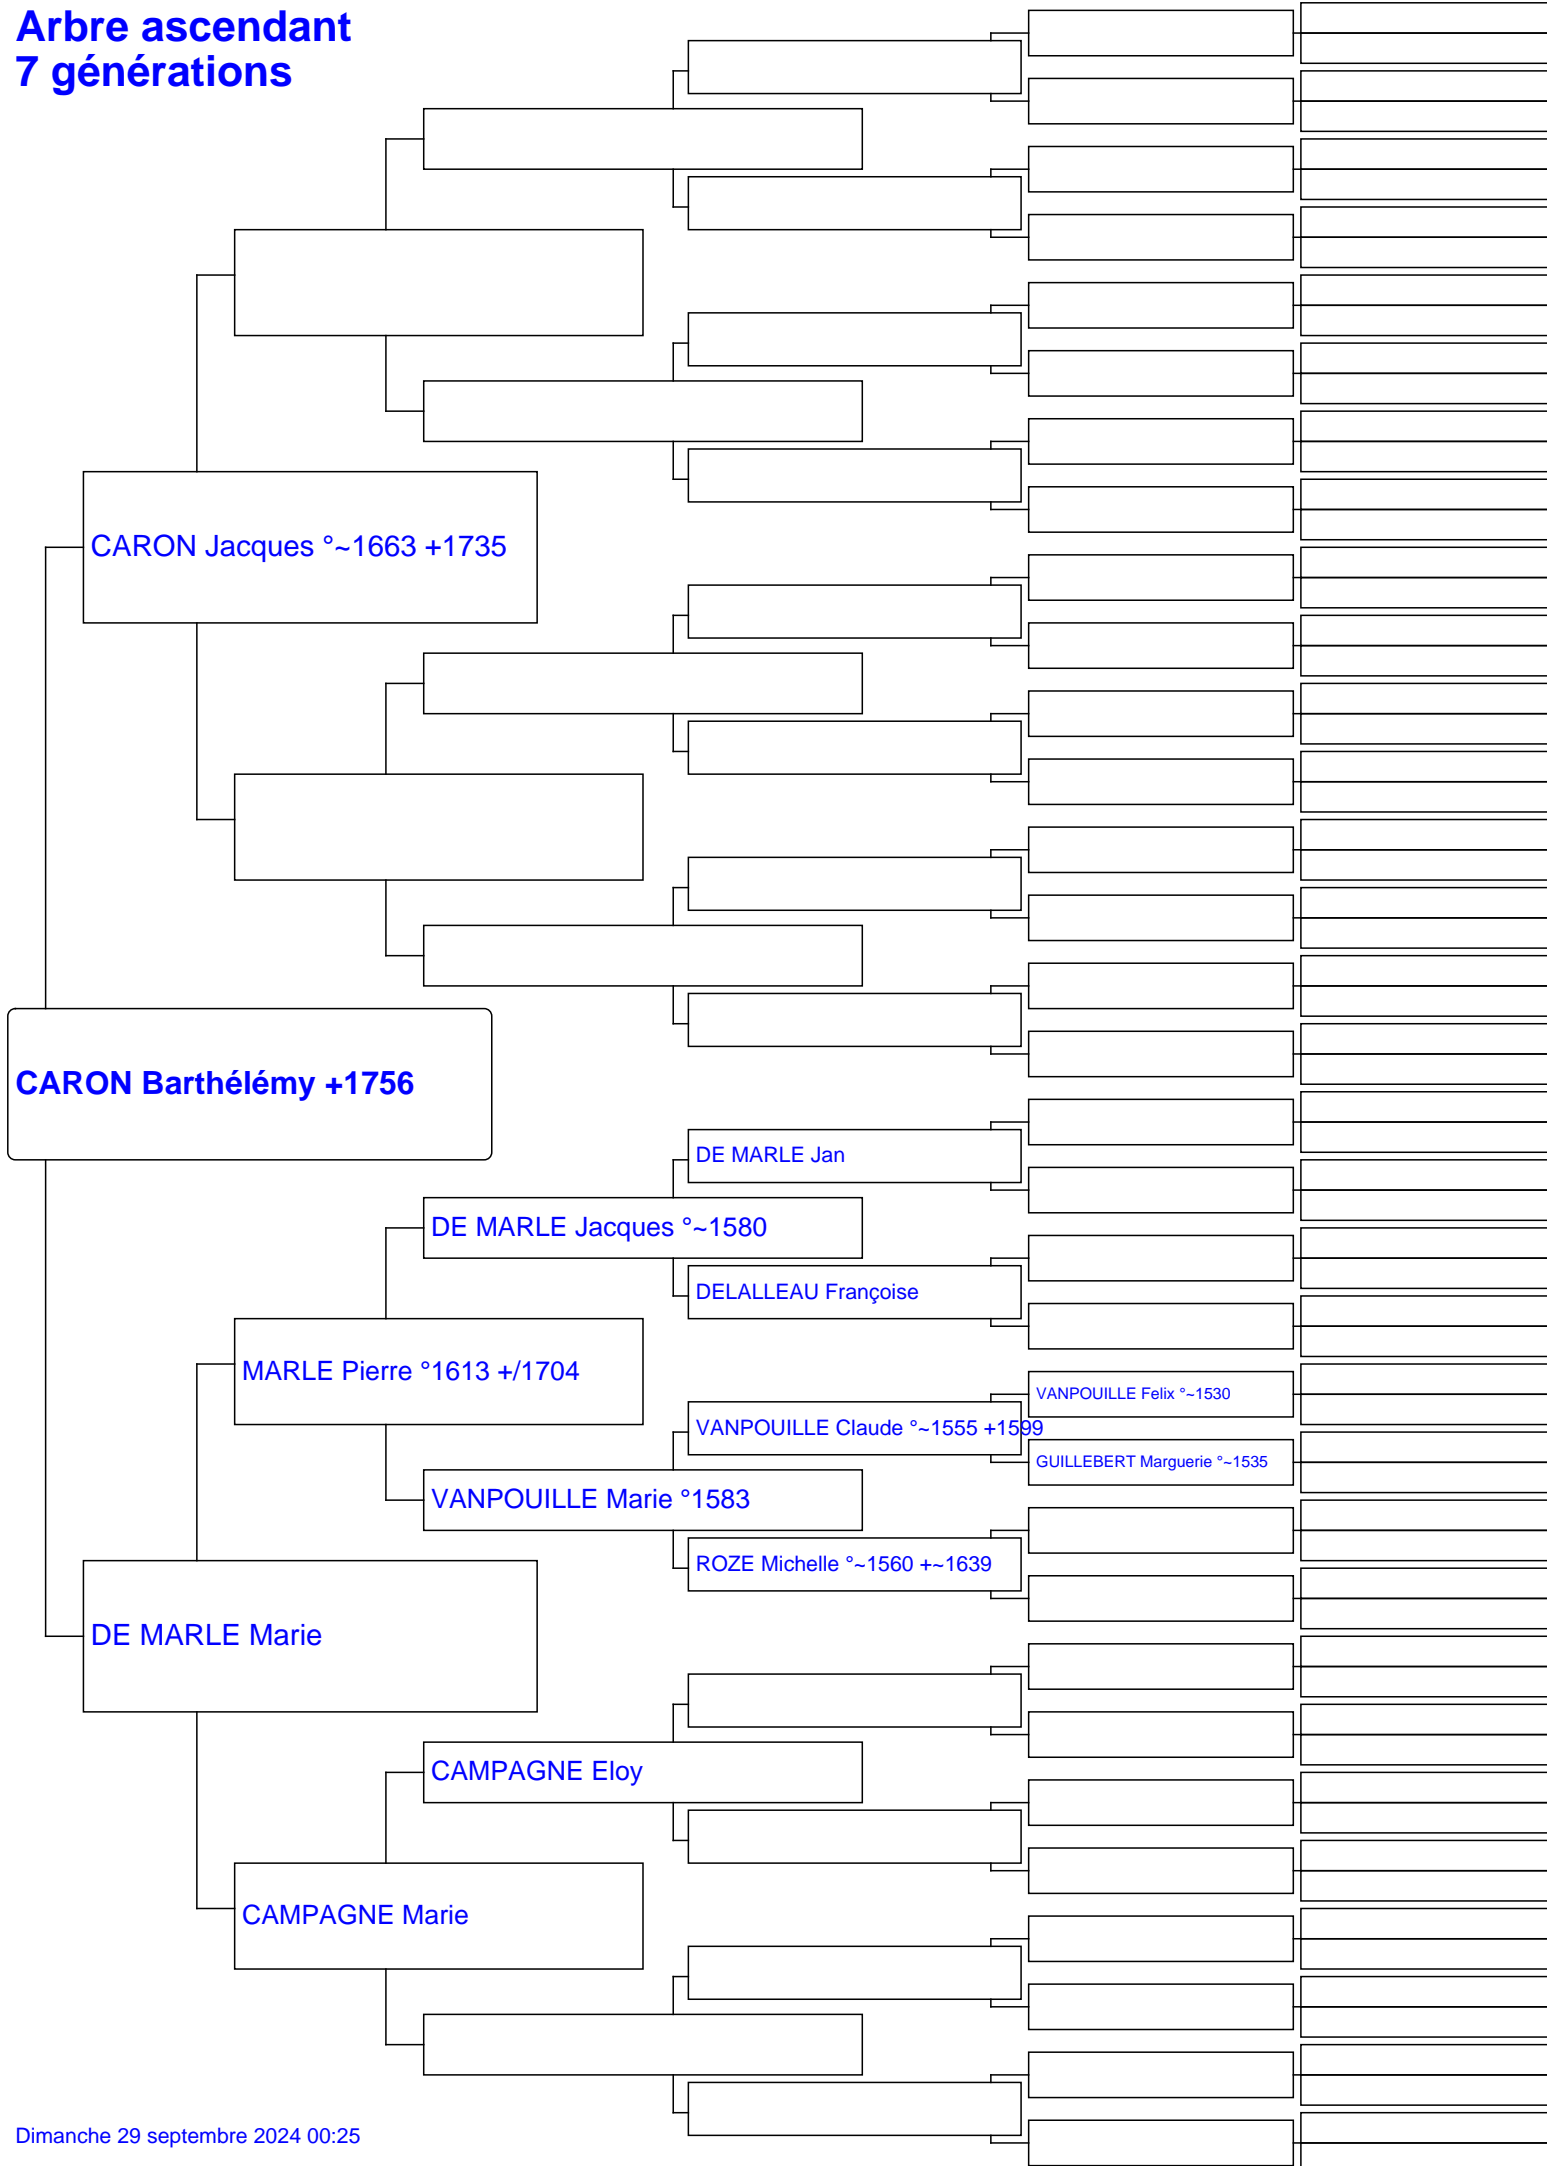 Arbre ascendant
7 générations
CARON Jacques °~1663 +1735
CARON Barthélémy +1756
DE MARLE Jan
DE MARLE Jacques °~1580
DELALLEAU Françoise
MARLE Pierre °1613 +/1704
VANPOUILLE Felix °~1530
VANPOUILLE Claude °~1555 +1599
GUILLEBERT Marguerie °~1535
VANPOUILLE Marie °1583
ROZE Michelle °~1560 +~1639
DE MARLE Marie
CAMPAGNE Eloy
CAMPAGNE Marie
Dimanche 29 septembre 2024 00:25